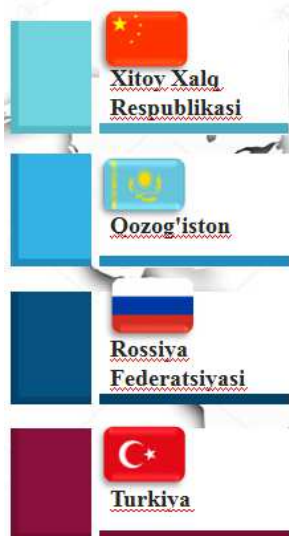 Xitoy Xalq
Respublikasi
Qozog'iston
Rossiya
Federatsiyasi
Turkiya